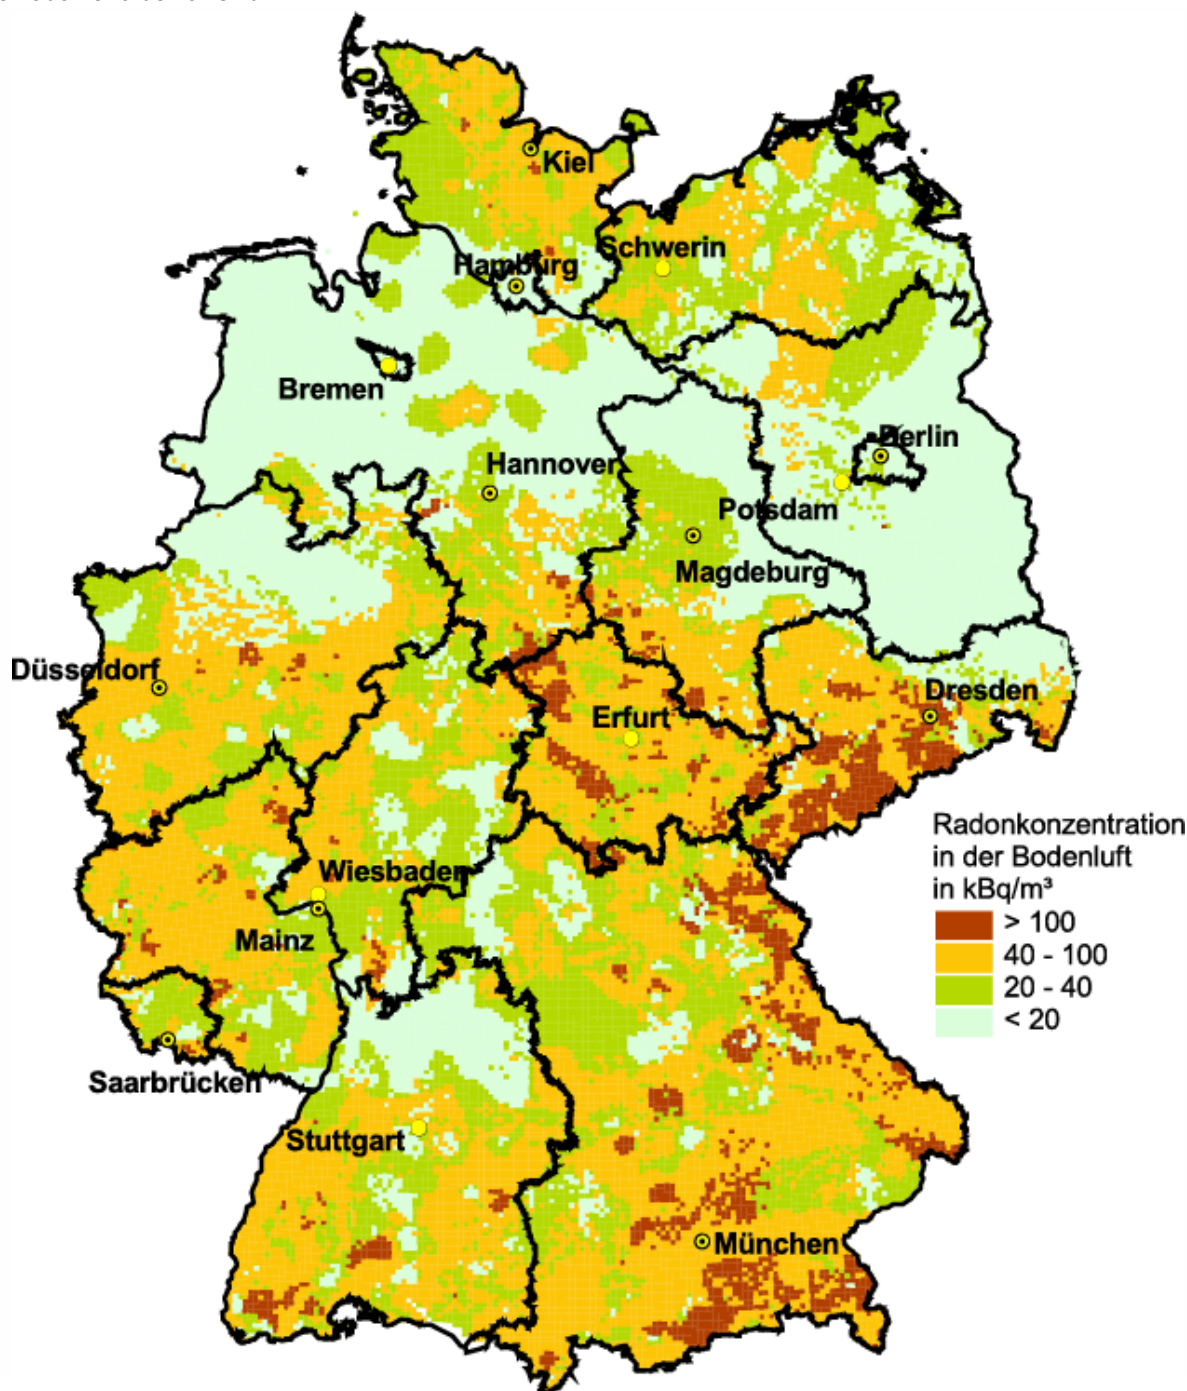 Kiel
Schwerin
Hamburg
Bremen
Berlin
Hannover
Potsdam
Magdeburg
Düsseldorf
Dresden
Erfurt
Radonkonzentration
in der Bodenluft
in kBq/m³
> 100
40 - 100
20 - 40
< 20
Wiesbaden
Mainz
Saarbrücken
Stuttgart
München